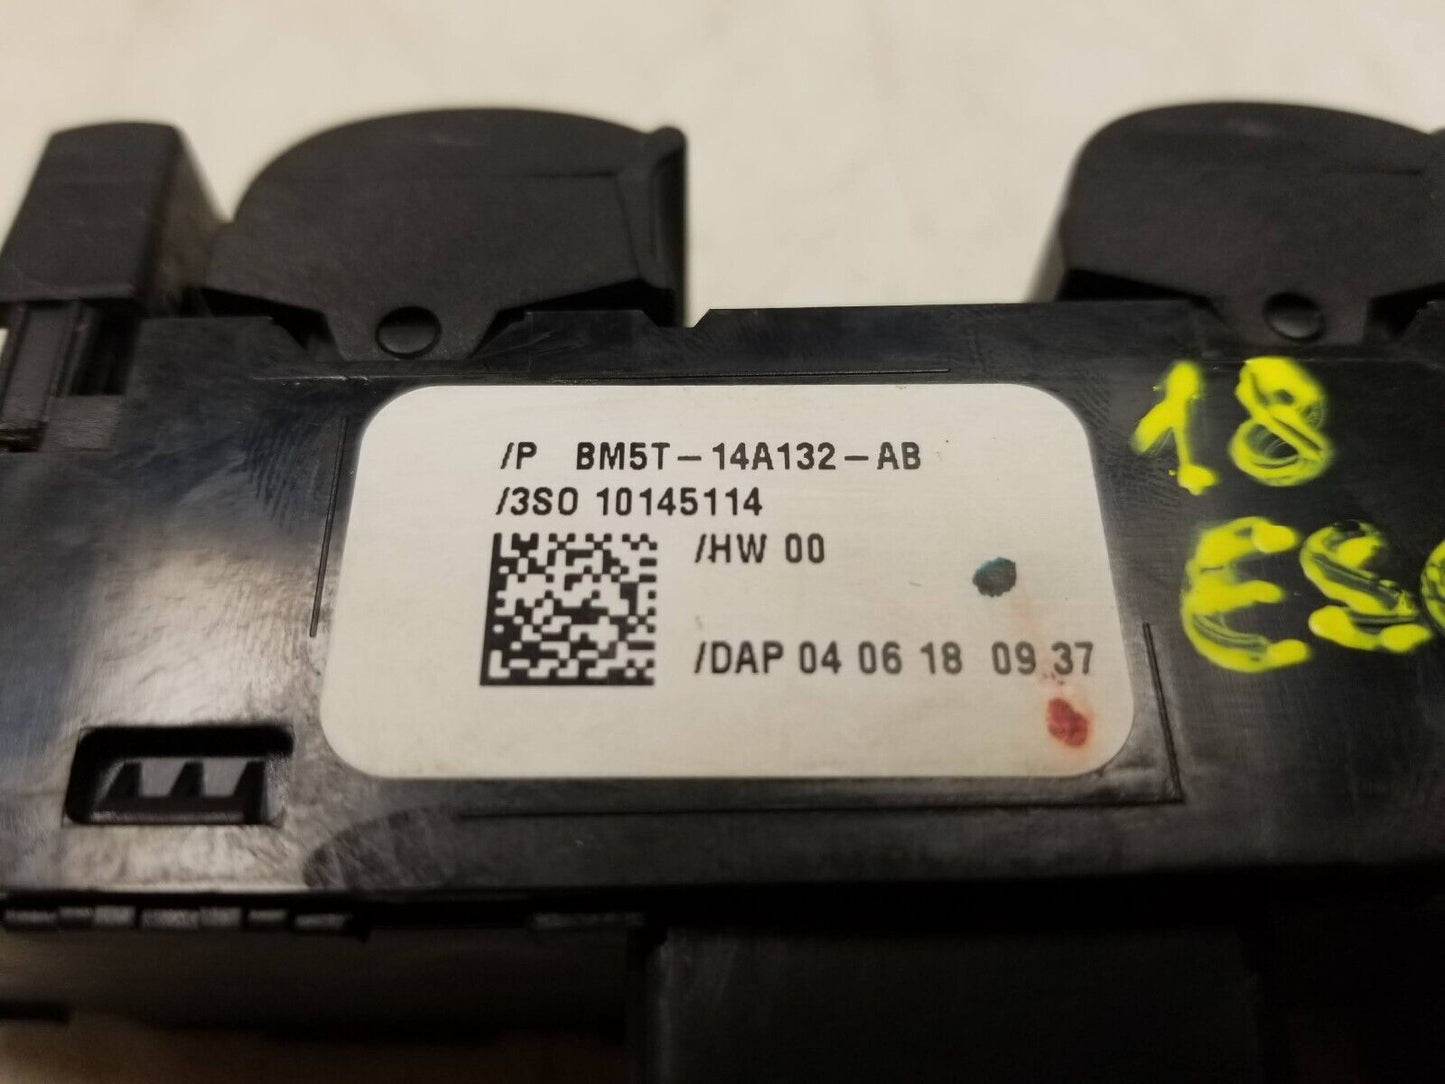 /P BM5T-14A132-AB
/3SO 10145114
/HW 00
/DAP 04 06 18 09 37
18